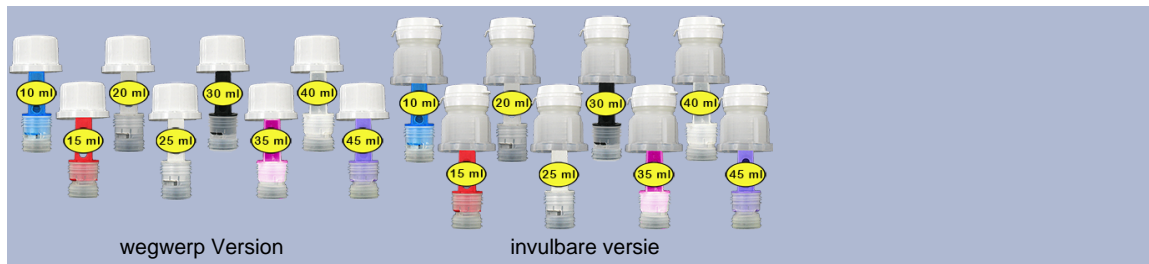 10 ml 20 ml 30 ml 40 ml
15 ml 25 ml 35 ml 45 ml
10 ml 20 ml 30 ml 40 ml
15 ml 25 ml 35 ml 45 ml
wegwerp Version
invulbare versie